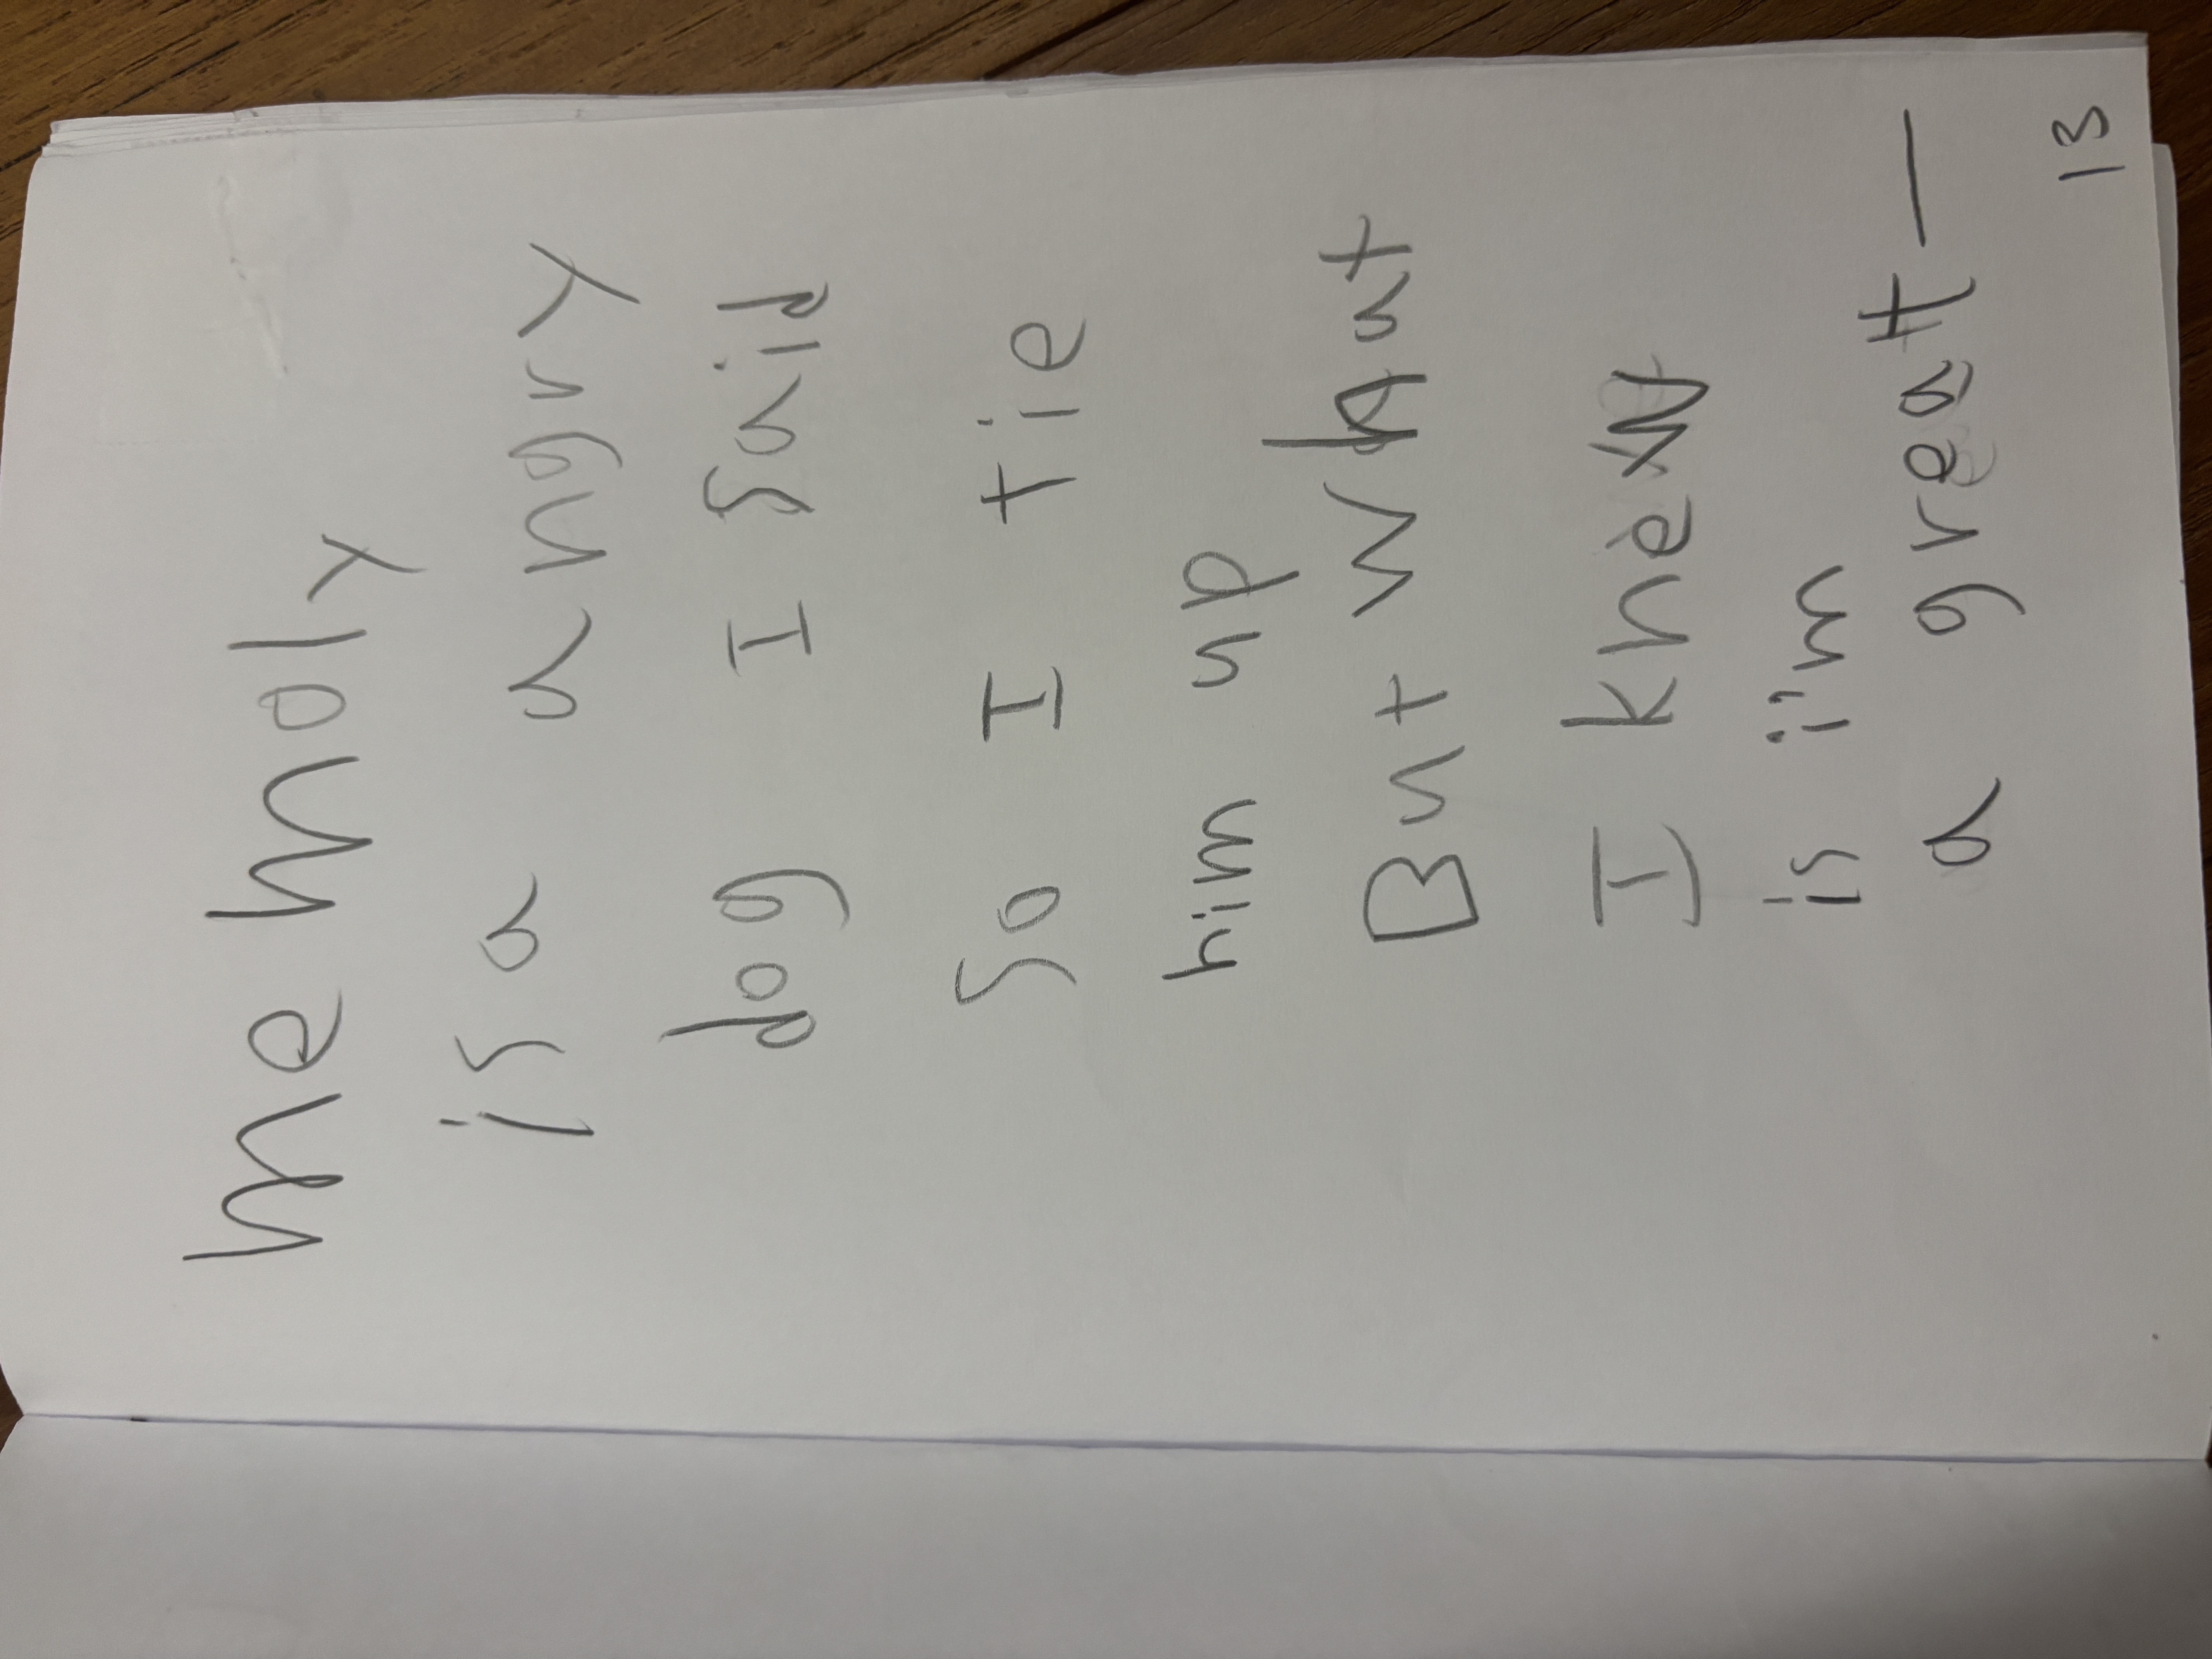 me moly
is a angry
dog I said
So I tie
him up
But what
I knew
is i'm
a great—
13